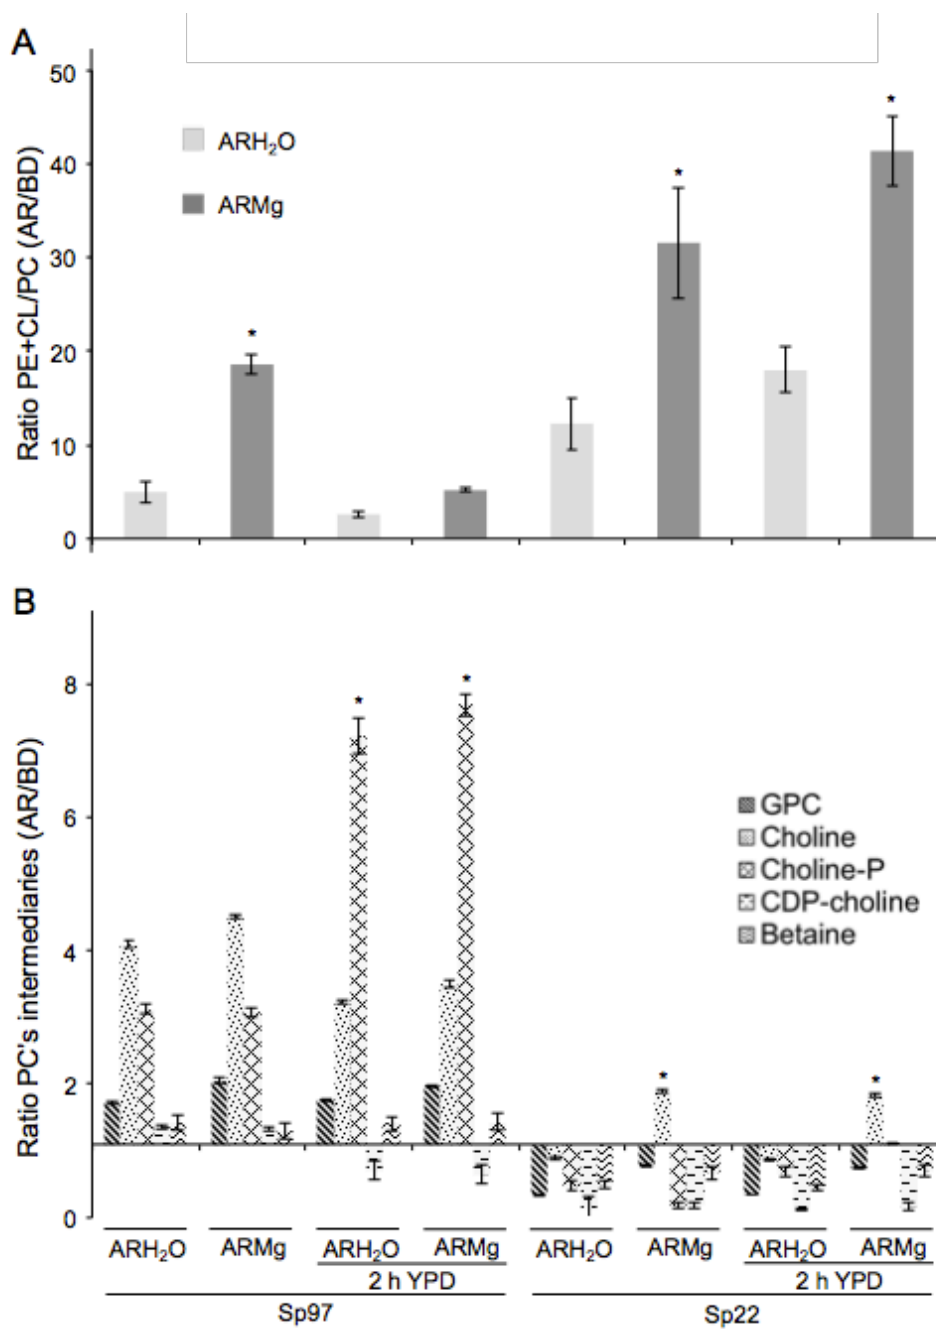 A
50
40
30
20
10
0
Ratio PE+CL/PC (AR/BD)
ARH₂O
ARMg
*
*
*
*
B
8
6
4
2
0
Ratio PC's intermediaries (AR/BD)
*
*
*
*
GPC
Choline
Choline-P
CDP-choline
Betaine
ARH₂O ARMg ARH₂O ARMg ARH₂O ARMg ARH₂O ARMg
2 h YPD 2 h YPD
Sp97 Sp22